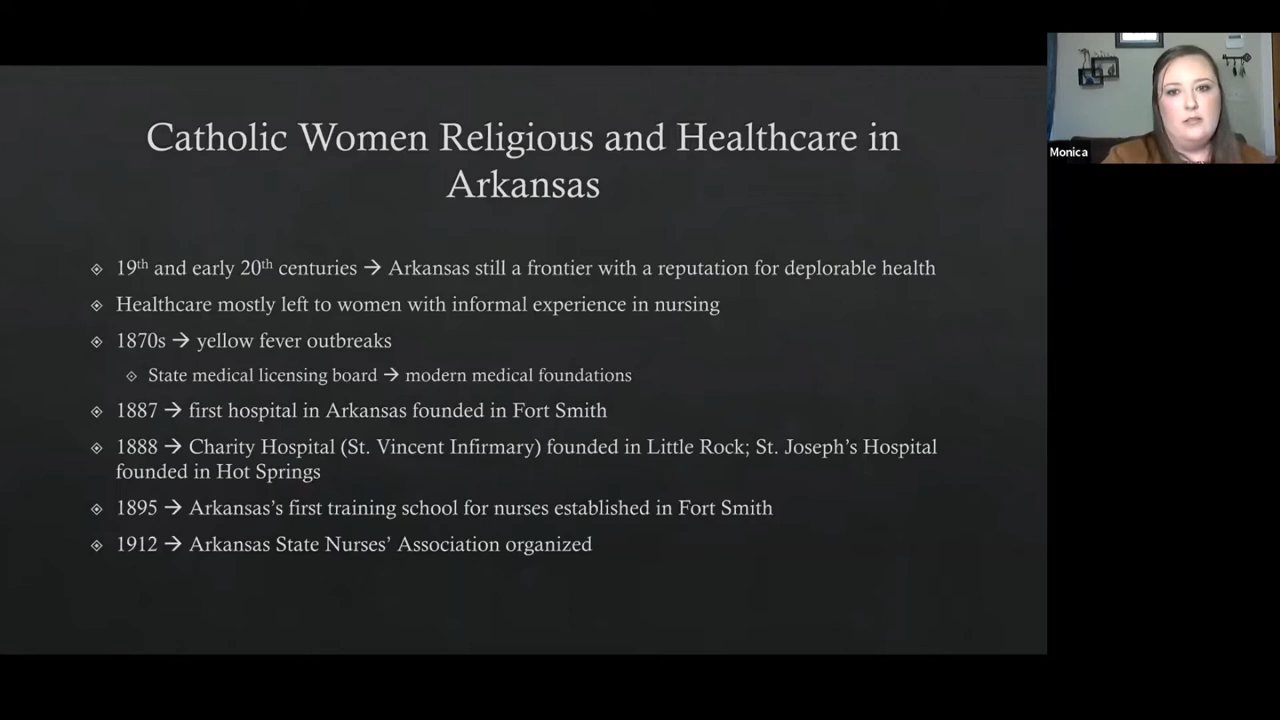 Catholic Women Religious and Healthcare in
Arkansas
19th and early 20th centuries → Arkansas still a frontier with a reputation for deplorable health
Healthcare mostly left to women with informal experience in nursing
1870s → yellow fever outbreaks
State medical licensing board → modern medical foundations
1887 → first hospital in Arkansas founded in Fort Smith
1888 → Charity Hospital (St. Vincent Infirmary) founded in Little Rock; St. Joseph’s Hospital
founded in Hot Springs
1895 → Arkansas’s first training school for nurses established in Fort Smith
1912 → Arkansas State Nurses’ Association organized
Monica